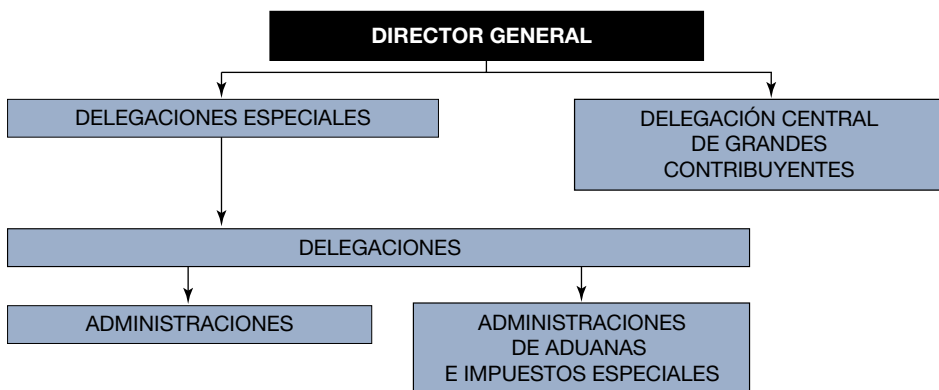 DIRECTOR GENERAL
DELEGACIONES ESPECIALES
DELEGACIÓN CENTRAL
DE GRANDES
CONTRIBUYENTES
DELEGACIONES
ADMINISTRACIONES
ADMINISTRACIONES
DE ADUANAS
E IMPUESTOS ESPECIALES